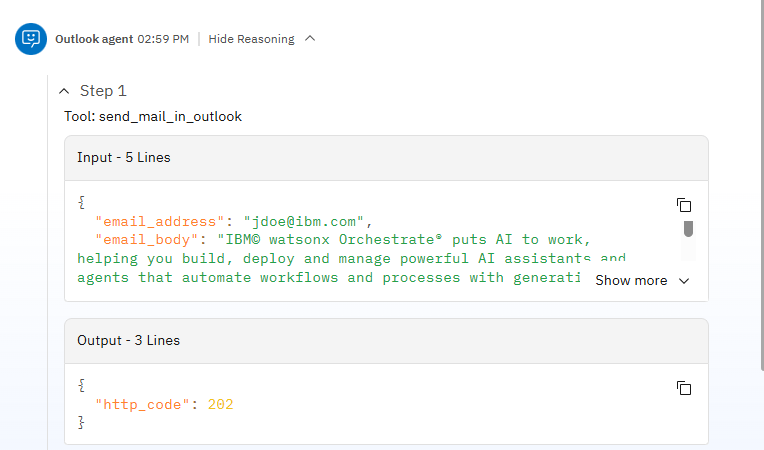 Outlook agent 02:59 PM | Hide Reasoning
Step 1
Tool: send_mail_in_outlook
Input - 5 Lines
{
"email_address": "jdoe@ibm.com",
"email_body": "IBM© watsonx Orchestrate® puts AI to work,
helping you build, deploy and manage powerful AI assistants and
agents that automate workflows and processes with generati
Show more
Output - 3 Lines
{
"http_code": 202
}